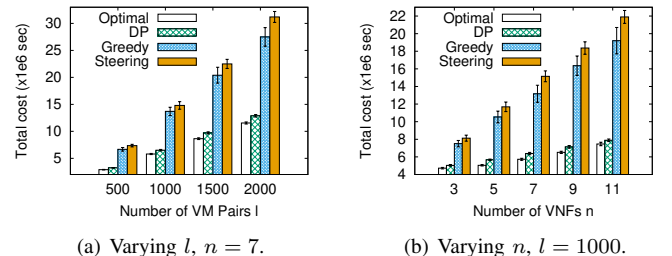 Total cost (x1e6 sec)
30
25
20
15
10
5
Optimal
DP
Greedy
Steering
500 1000 1500 2000
Number of VM Pairs l
(a) Varying l, n = 7.
Total cost (x1e6 sec)
22
20
18
16
14
12
10
8
6
4
Optimal
DP
Greedy
Steering
3 5 7 9 11
Number of VNFs n
(b) Varying n, l = 1000.